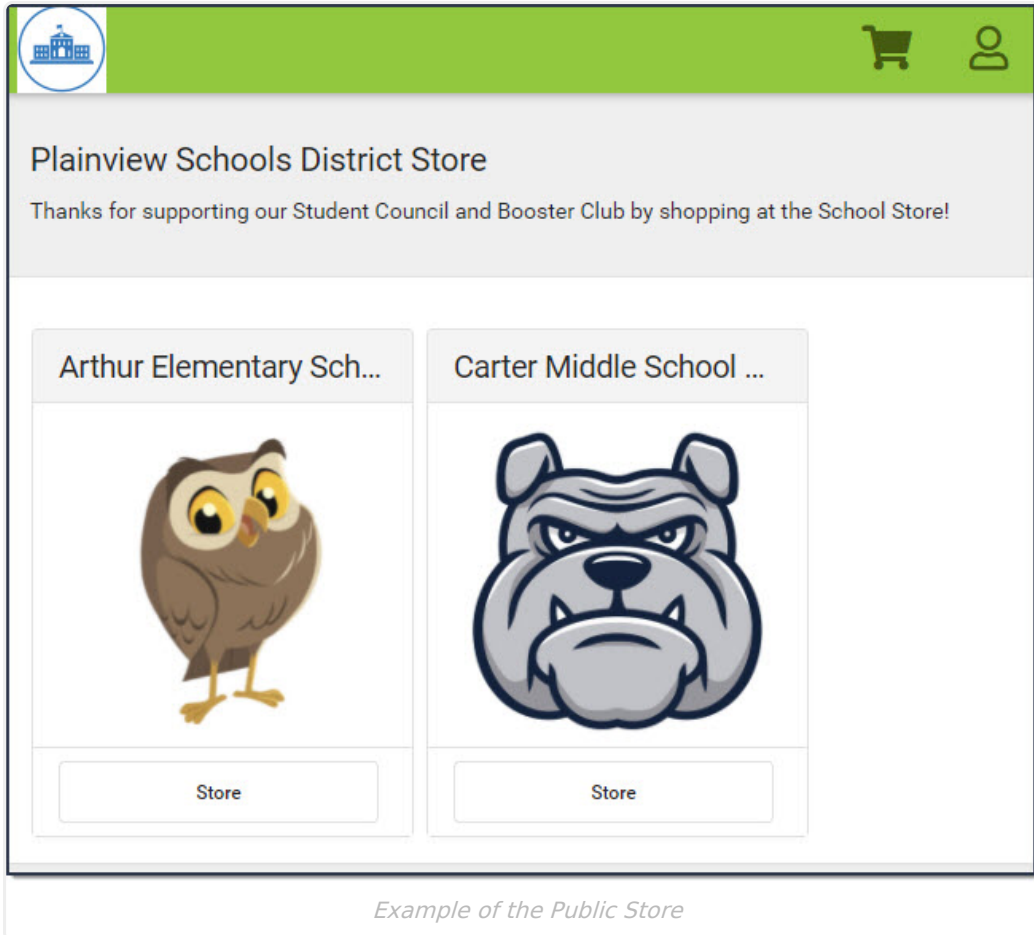 Plainview Schools District Store
Thanks for supporting our Student Council and Booster Club by shopping at the School Store!
Arthur Elementary Sch...
Carter Middle School ...
Store
Store
Example of the Public Store